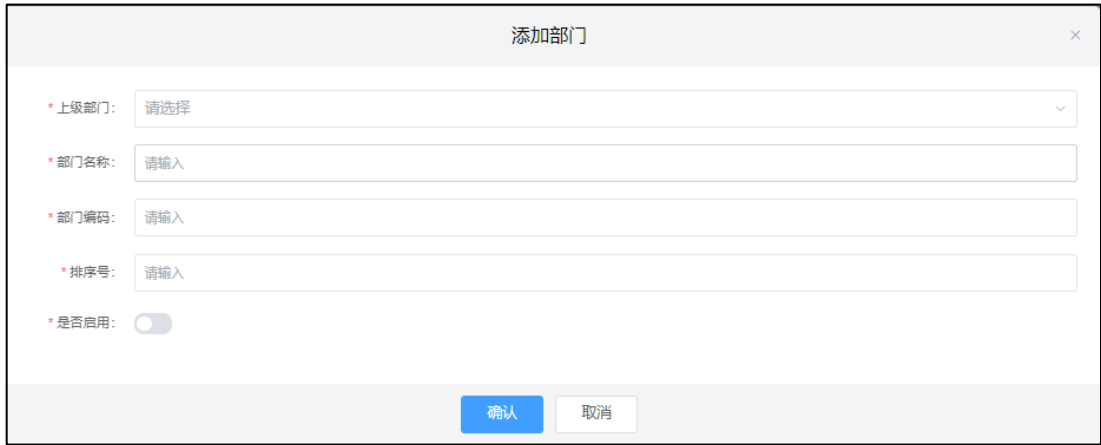 添加部门
* 上级部门： 请选择
* 部门名称： 请输入
* 部门编码： 请输入
* 排序号： 请输入
* 是否启用：
确认 取消